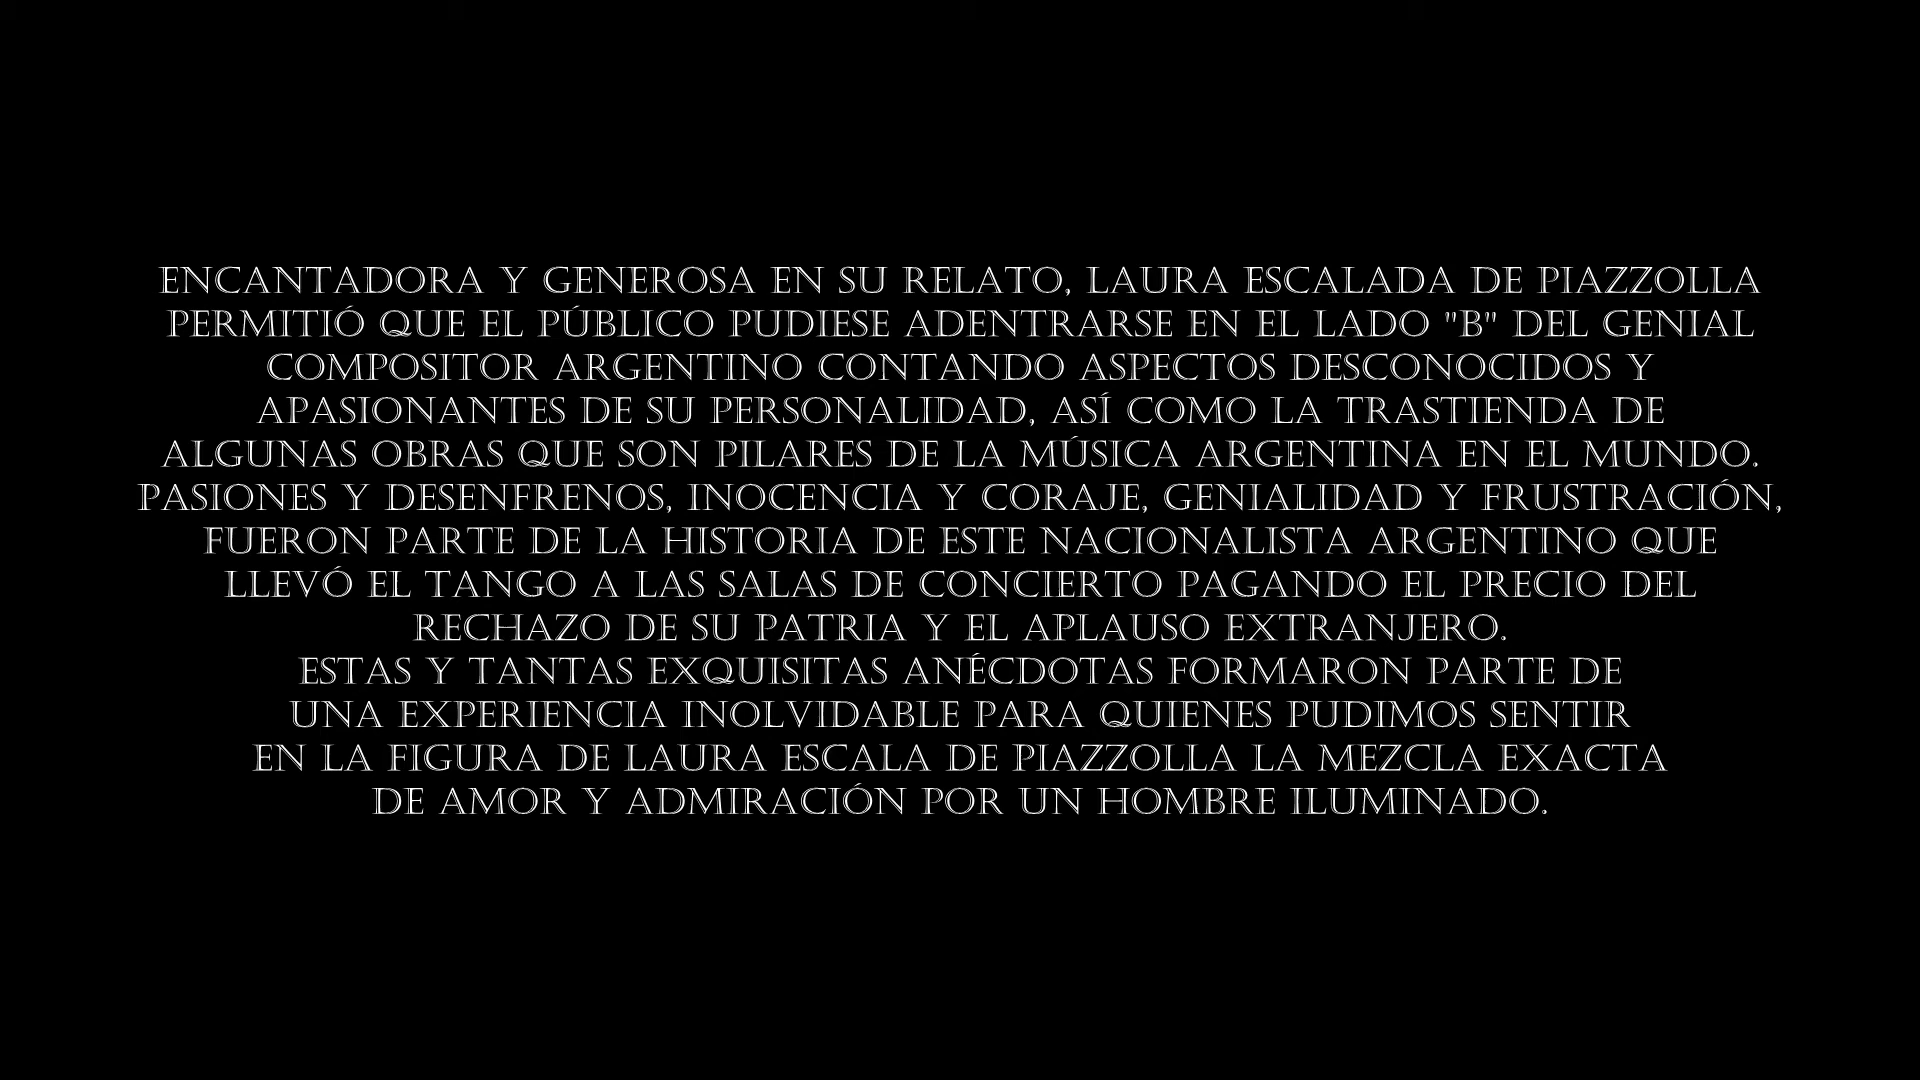 ENCANTADORA Y GENEROSA EN SU RELATO, LAURA ESCALADA DE PIAZZOLLA
PERMITIÓ QUE EL PÚBLICO PUDIESE ADENTRARSE EN EL LADO "B" DEL GENIAL
COMPOSITOR ARGENTINO CONTANDO ASPECTOS DESCONOCIDOS Y
APASIONANTES DE SU PERSONALIDAD, ASÍ COMO LA TRASTIENDA DE
ALGUNAS OBRAS QUE SON PILARES DE LA MÚSICA ARGENTINA EN EL MUNDO.
PASIONES Y DESENFRENOS, INOCENCIA Y CORAJE, GENIALIDAD Y FRUSTRACIÓN,
FUERON PARTE DE LA HISTORIA DE ESTE NACIONALISTA ARGENTINO QUE
LLEVÓ EL TANGO A LAS SALAS DE CONCIERTO PAGANDO EL PRECIO DEL
RECHAZO DE SU PATRIA Y EL APLAUSO EXTRANJERO.
ESTAS Y TANTAS EXQUISITAS ANÉCDOTAS FORMARON PARTE DE
UNA EXPERIENCIA INOLVIDABLE PARA QUIENES PUDIMOS SENTIR
EN LA FIGURA DE LAURA ESCALA DE PIAZZOLLA LA MEZCLA EXACTA
DE AMOR Y ADMIRACIÓN POR UN HOMBRE ILUMINADO.